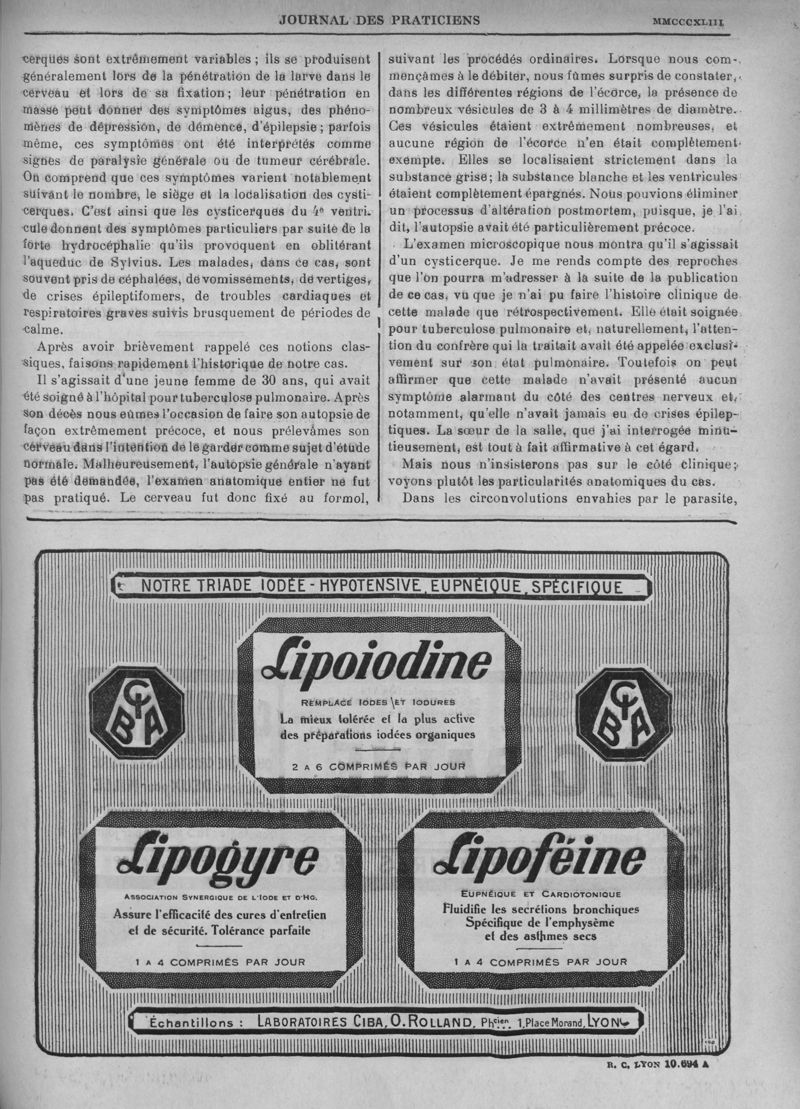 JOURNAL DES PRATICIENS
MMCCCXLIII
cerques sont extrêmement variables ; ils se produisent
généralement lors de la pénétration de la larve dans le
cerveau et lors de sa fixation ; leur pénétration en
masse peut donner des symptômes aigus, des phéno-
mènes de dépression, de démence, d'épilepsie ; parfois
même, ces symptômes ont été interprétés comme
signes de paralysie générale ou de tumeur cérébrale.
On comprend que ces symptômes varient notablement
suivant le nombre, le siège et la localisation des cysti-
cerques. C'est ainsi que les cysticerques du 4e ventri-
cule donnent des symptômes particuliers par suite de la
forte hydrocéphalie qu'ils provoquent en oblitérant
l'aqueduc de Sylvius. Les malades, dans ce cas, sont
souvent pris de céphalées, de vomissements, de vertiges,
de crises épileptifomers, de troubles cardiaques et
respiratoires graves suivis brusquement de périodes de
calme.
Après avoir brièvement rappelé ces notions clas-
siques, faisons rapidement l'historique de notre cas.
Il s'agissait d'une jeune femme de 30 ans, qui avait
été soigné à l'hôpital pour tuberculose pulmonaire. Après
son décès nous eûmes l'occasion de faire son autopsie de
façon extrêmement précoce, et nous prélevâmes son
cerveau dans l'intention de le garder comme sujet d'étude
normale. Malheureusement, l'autopsie générale n'ayant
pas été demandée, l'examen anatomique entier ne fut
pas pratiqué. Le cerveau fut donc fixé au formol,
suivant les procédés ordinaires. Lorsque nous com-
mençâmes à le débiter, nous fûmes surpris de constater,
dans les différentes régions de l'écorce, la présence de
nombreux vésicules de 3 à 4 millimètres de diamètre.
Ces vésicules étaient extrêmement nombreuses, et
aucune région de l'écorce n'en était complètement
exempte. Elles se localisaient strictement dans la
substance grise ; la substance blanche et les ventricules
étaient complètement épargnés. Nous pouvions éliminer
un processus d'altération postmortem, puisque, je l'ai
dit, l'autopsie avait été particulièrement précoce.
L'examen microscopique nous montra qu'il s'agissait
d'un cysticerque. Je me rends compte des reproches
que l'on pourra m'adresser à la suite de la publication
de ce cas, vu que je n'ai pu faire l'histoire clinique de
cette malade que rétrospectivement. Elle était soignée
pour tuberculose pulmonaire et, naturellement, l'atten-
tion du confrère qui la traitait avait été appelée exclusi-
vement sur son état pulmonaire. Toutefois on peut
affirmer que cette malade n'avait présenté aucun
symptôme alarmant du côté des centres nerveux et,
notamment, qu'elle n'avait jamais eu de crises épilep-
tiques. La sœur de la salle, que j'ai interrogée minu-
tieusement, est tout à fait affirmative à cet égard.
Mais nous n'insisterons pas sur le côté clinique ;
voyons plutôt les particularités anatomiques du cas.
Dans les circonvolutions envahies par le parasite,
NOTRE TRIADE IODÉE - HYPOTENSIVE, EUPNÉIQUE, SPÉCIFIQUE
Lipoiodine
REMPLACE IODES ET IODURES
La mieux tolérée et la plus active
des préparations iodées organiques
2 A 6 COMPRIMÉS PAR JOUR
CIBA
CIBA
Lipogyre
ASSOCIATION SYNERGIQUE DE L'IODE ET D'HG.
Assure l'efficacité des cures d'entretien
et de sécurité. Tolérance parfaite
1 A 4 COMPRIMÉS PAR JOUR
Lipoféine
EUPNÉIQUE ET CARDIOTONIQUE
Fluidifie les secrétions bronchiques
Spécifique de l'emphysème
et des asthmes secs
1 A 4 COMPRIMÉS PAR JOUR
Échantillons : LABORATOIRES CIBA, O. ROLLAND, Phcien, 1, Place Morand, LYON
R. C. LYON 10.694 A